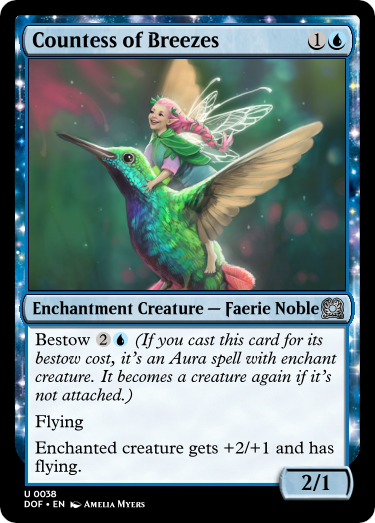 Countess of Breezes 1
Enchantment Creature — Faerie Noble
Bestow 2 (If you cast this card for its
bestow cost, it's an Aura spell with enchant
creature. It becomes a creature again if it's
not attached.)
Flying
Enchanted creature gets +2/+1 and has
flying.
2/1
U 0038
DOF • EN Amelia Myers